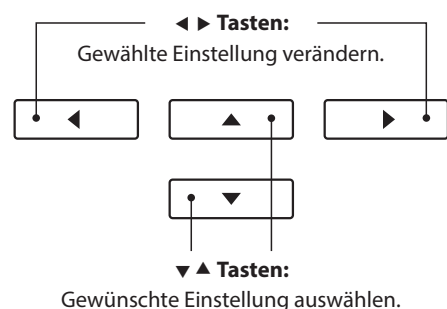 ◀ ▶ Tasten:
Gewählte Einstellung verändern.
◀ ▲ ▶
▼
▼ ▲ Tasten:
Gewünschte Einstellung auswählen.